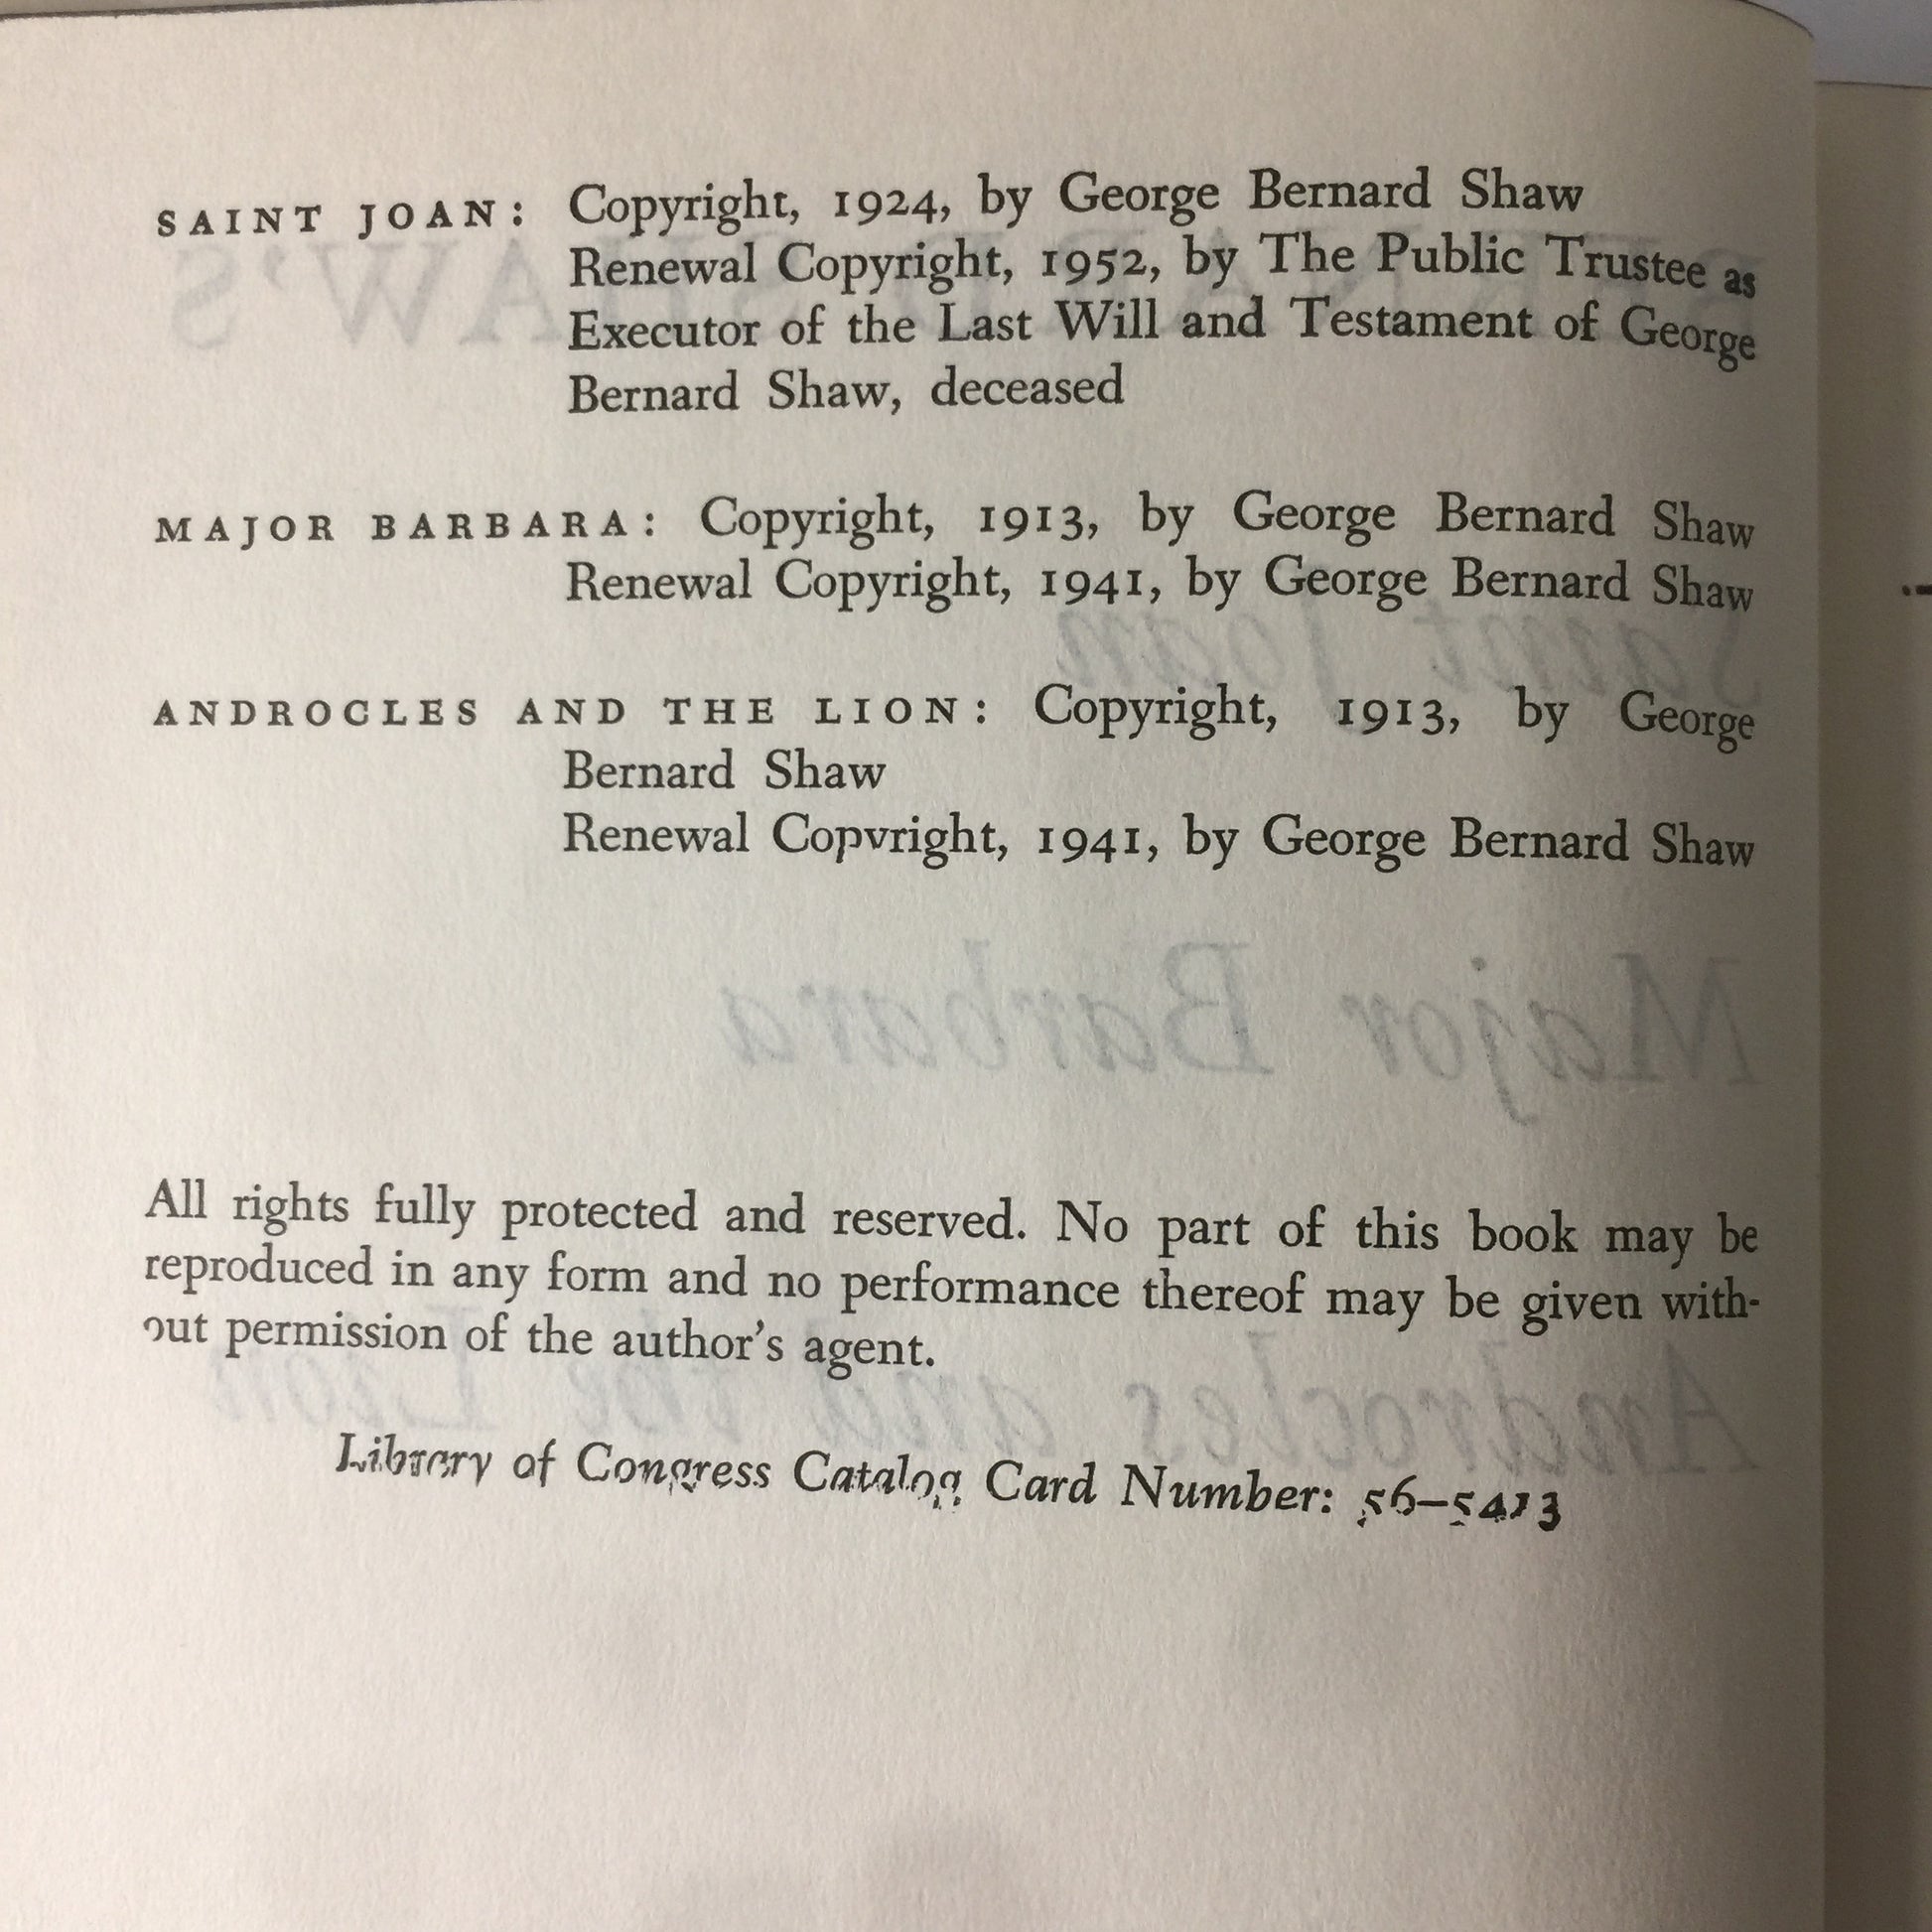 SAINT JOAN: Copyright, 1924, by George Bernard Shaw
Renewal Copyright, 1952, by The Public Trustee as
Executor of the Last Will and Testament of George
Bernard Shaw, deceased
MAJOR BARBARA: Copyright, 1913, by George Bernard Shaw
Renewal Copyright, 1941, by George Bernard Shaw
ANDROCLES AND THE LION: Copyright, 1913, by George
Bernard Shaw
Renewal Copyright, 1941, by George Bernard Shaw
All rights fully protected and reserved. No part of this book may be
reproduced in any form and no performance thereof may be given with-
out permission of the author's agent.
Library of Congress Catalog Card Number: 56–5413